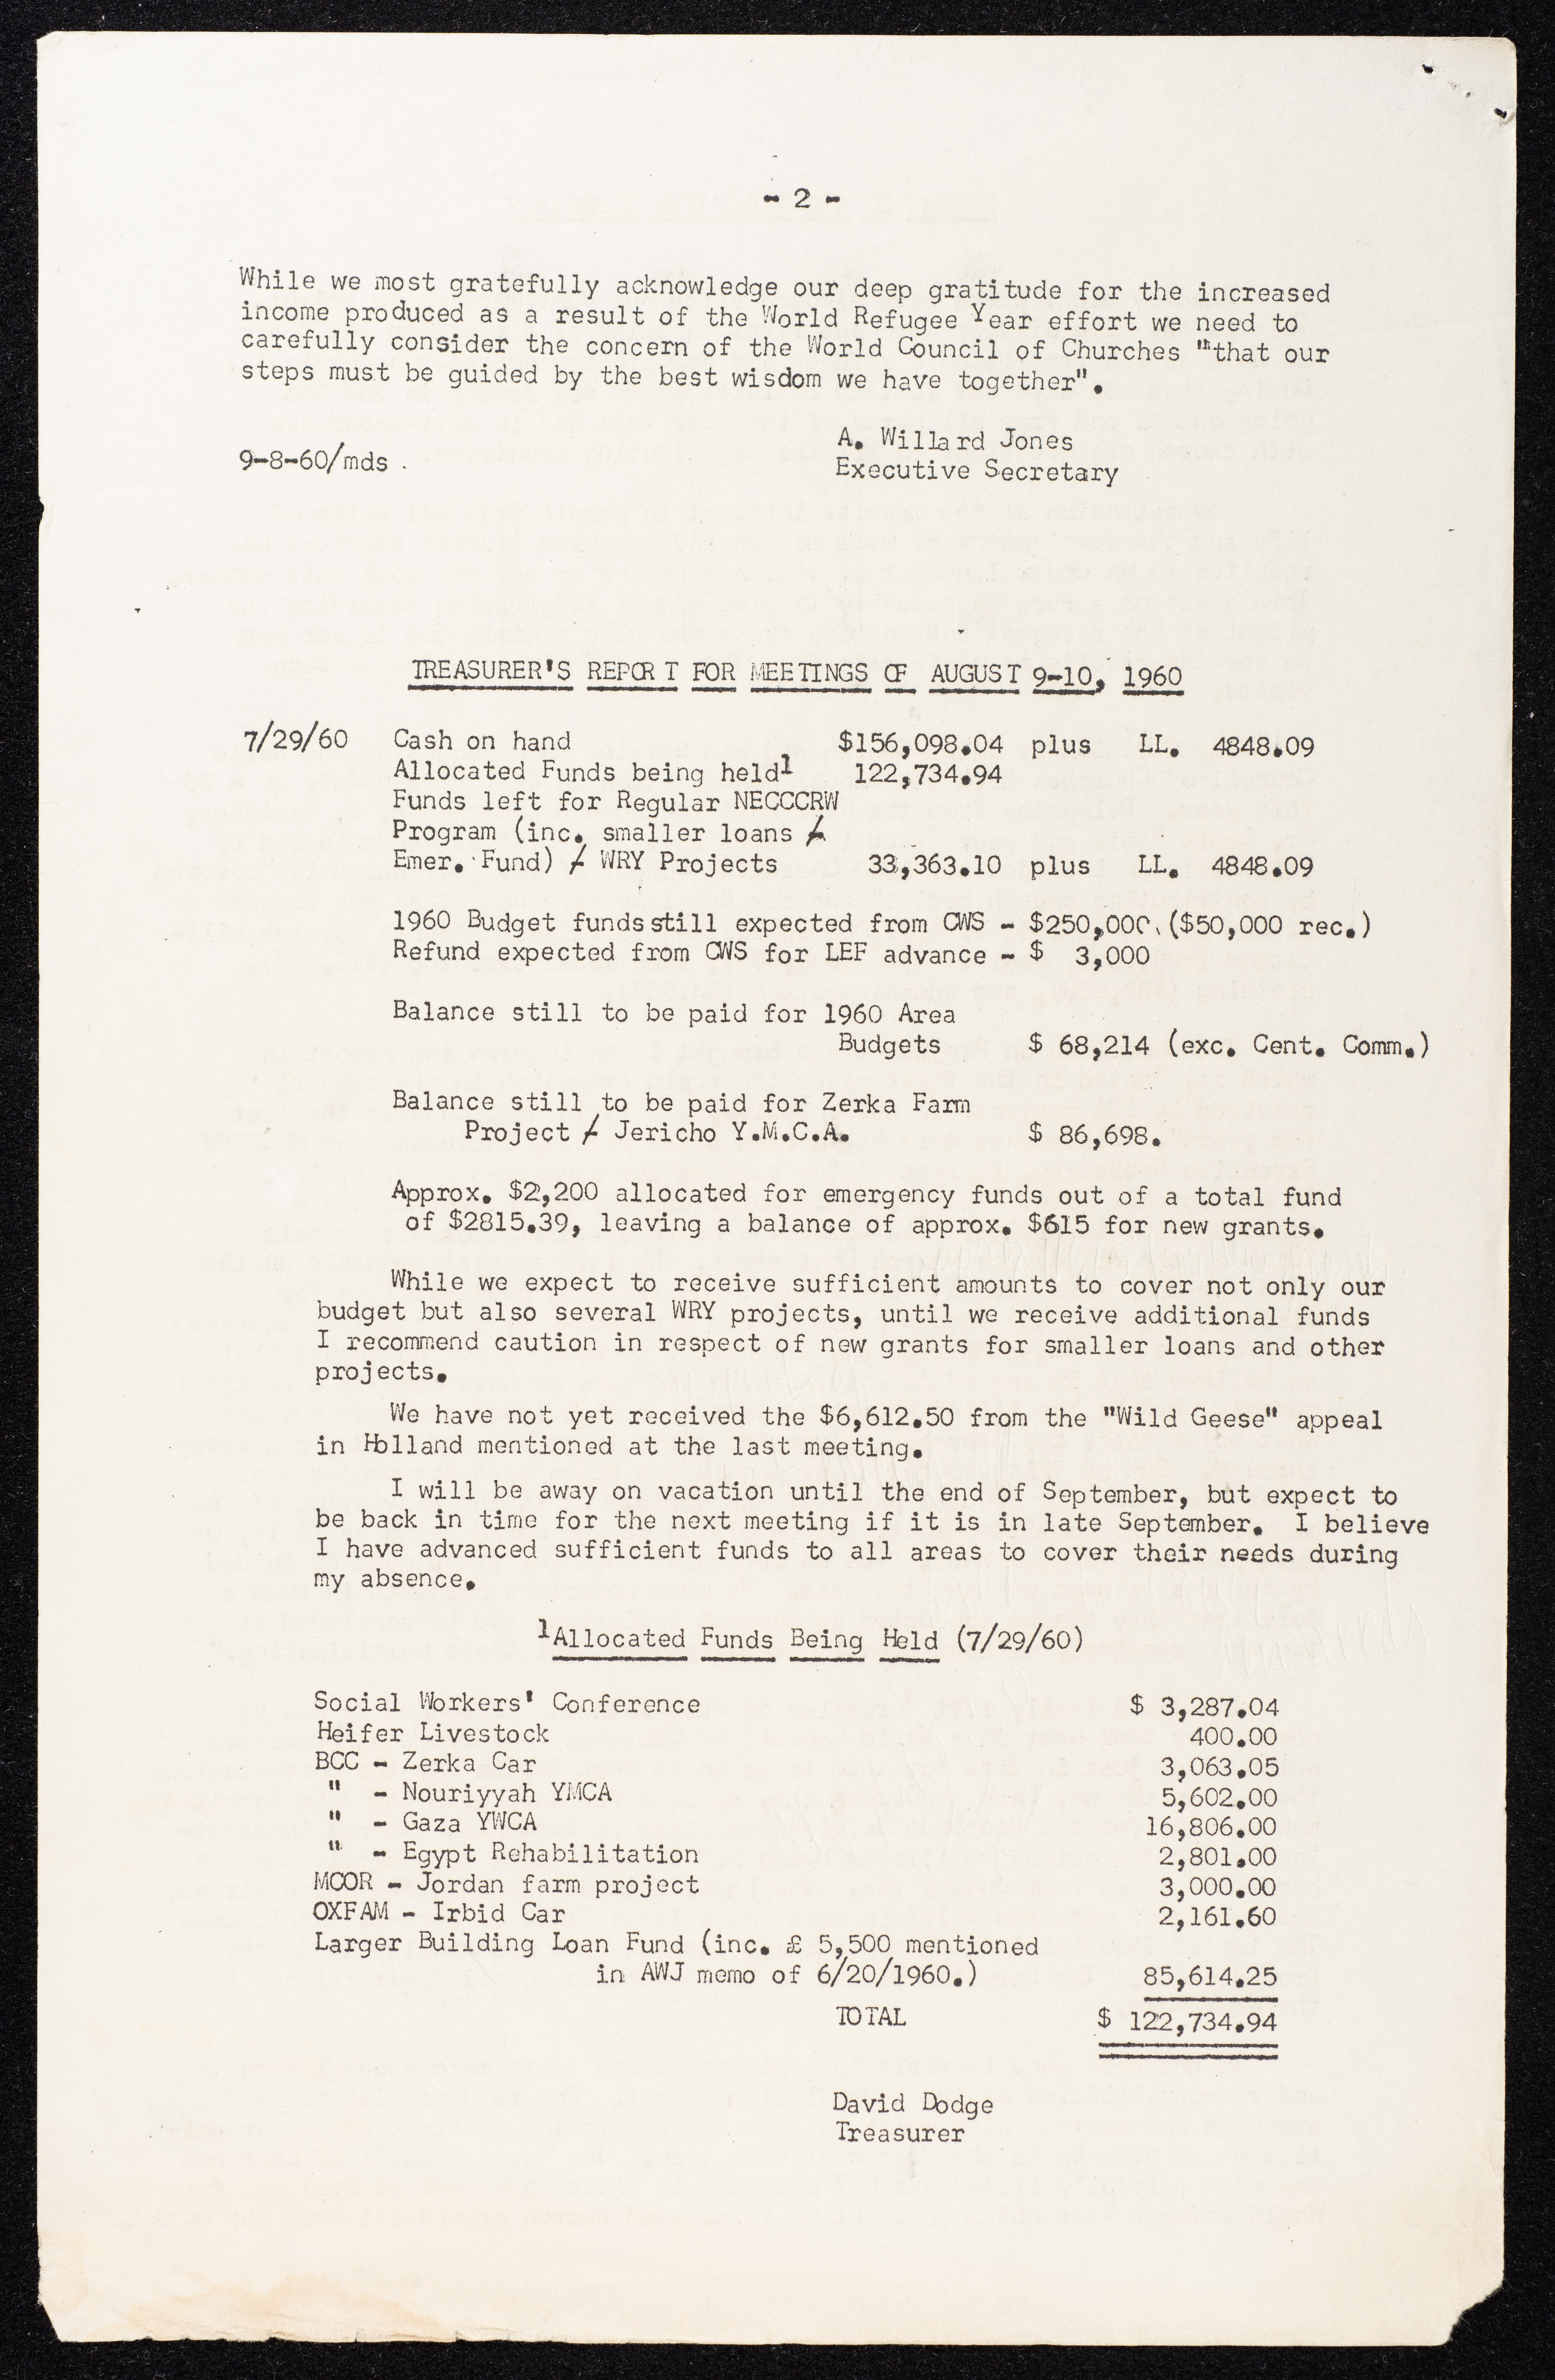 - 2 -
While we most gratefully acknowledge our deep gratitude for the increased
income produced as a result of the World Refugee Year effort we need to
carefully consider the concern of the World Council of Churches "that our
steps must be guided by the best wisdom we have together".
A. Willard Jones
9-8-60/mds .
Executive Secretary
TREASURER'S REPORT FOR MEETINGS OF AUGUST 9-10, 1960
7/29/60 Cash on hand $156,098.04 plus LL. 4848.09
Allocated Funds being held1 122,734.94
Funds left for Regular NECCCRW
Program (inc. smaller loans ≠
Emer. Fund) ≠ WRY Projects 33,363.10 plus LL. 4848.09
1960 Budget funds still expected from CWS - $250,000. ($50,000 rec.)
Refund expected from CWS for LEF advance - $ 3,000
Balance still to be paid for 1960 Area
Budgets $ 68,214 (exc. Cent. Comm.)
Balance still to be paid for Zerka Farm
Project ≠ Jericho Y.M.C.A. $ 86,698.
Approx. $2,200 allocated for emergency funds out of a total fund
of $2815.39, leaving a balance of approx. $615 for new grants.
While we expect to receive sufficient amounts to cover not only our
budget but also several WRY projects, until we receive additional funds
I recommend caution in respect of new grants for smaller loans and other
projects.
We have not yet received the $6,612.50 from the "Wild Geese" appeal
in Holland mentioned at the last meeting.
I will be away on vacation until the end of September, but expect to
be back in time for the next meeting if it is in late September. I believe
I have advanced sufficient funds to all areas to cover their needs during
my absence.
1Allocated Funds Being Held (7/29/60)
Social Workers' Conference $ 3,287.04
Heifer Livestock 400.00
BCC - Zerka Car 3,063.05
" - Nouriyyah YMCA 5,602.00
" - Gaza YWCA 16,806.00
" - Egypt Rehabilitation 2,801.00
MCOR - Jordan farm project 3,000.00
OXFAM - Irbid Car 2,161.60
Larger Building Loan Fund (inc. £ 5,500 mentioned
in AWJ memo of 6/20/1960.) 85,614.25
TOTAL $ 122,734.94
David Dodge
Treasurer